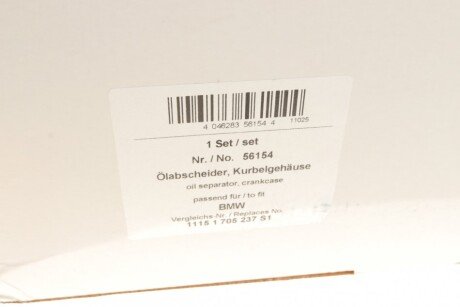 4 046283 56154 4 11025
1 Set / set
Nr. / No. 56154
Ölabscheider, Kurbelgehäuse
oil separator, crankcase
passend für / to fit
BMW
Vergleichs-Nr. / Replaces No.
1115 1 705 237 S1